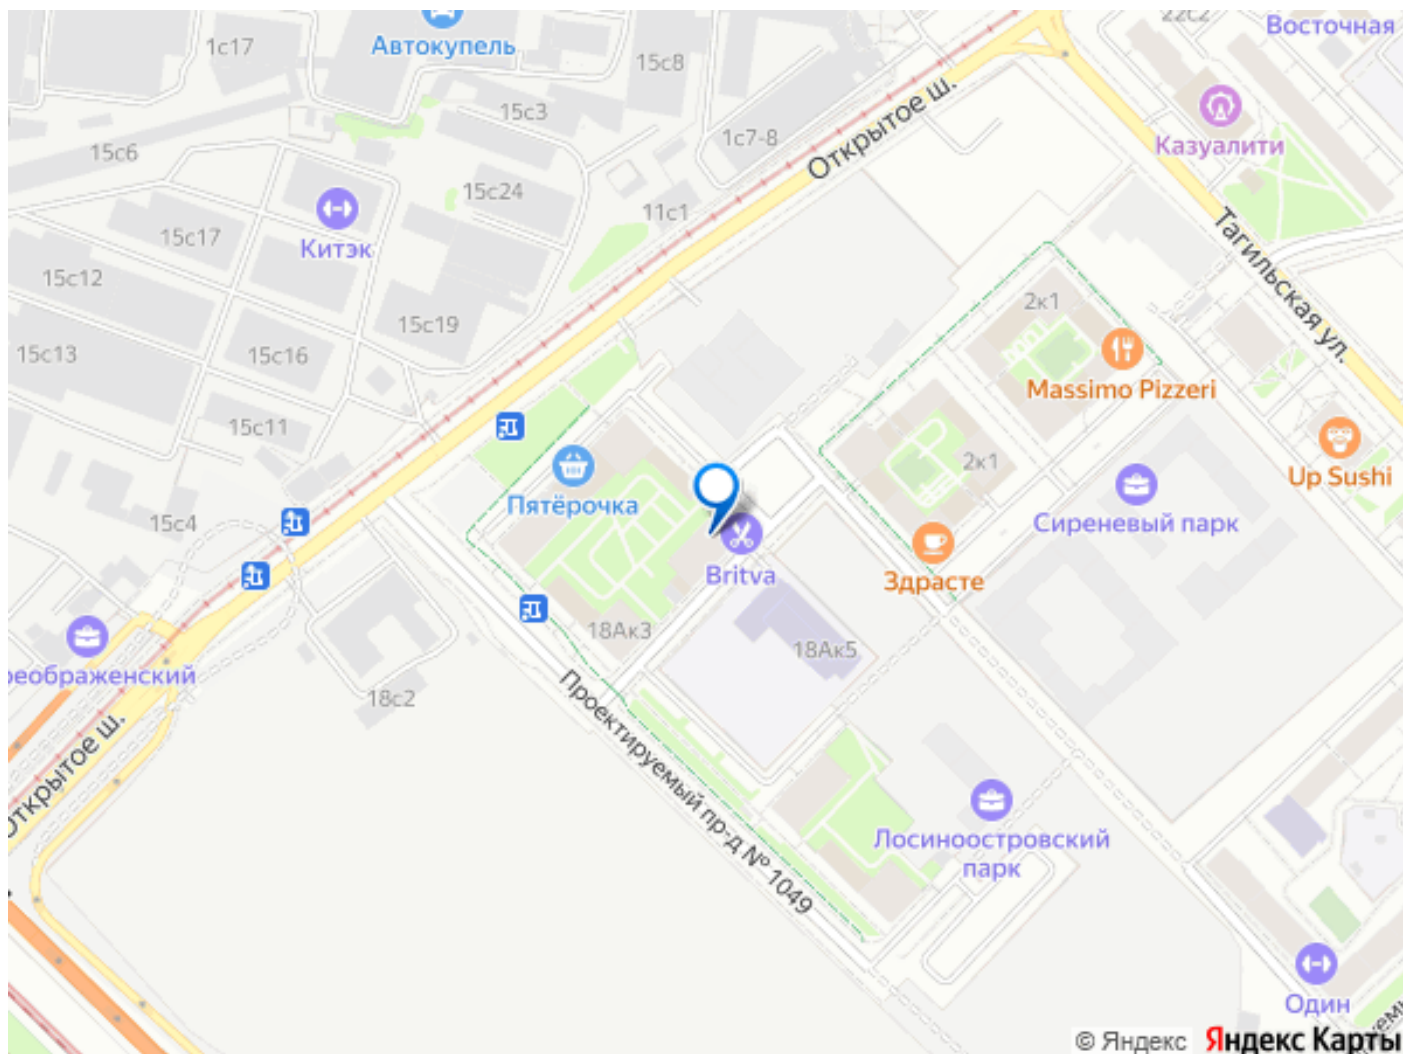 22с2
Восточная
1с17
Автокупель
15с8
15с3
1с7-8
Открытое ш.
Казуалити
15с6
15с24
11с1
15с17
Китэк
Тагильская ул.
15с12
2к1
15с19
15с13
15с16
Massimo Pizzeri
15с11
2к1
Up Sushi
Пятёрочка
15с4
Сиреневый парк
Britva
Здрасте
18Ак3
18Ак5
реображенский
18с2
Открытое ш.
Проектируемый пр-д № 1049
Лосиноостровский
парк
Один
© Яндекс
Яндекс Карты